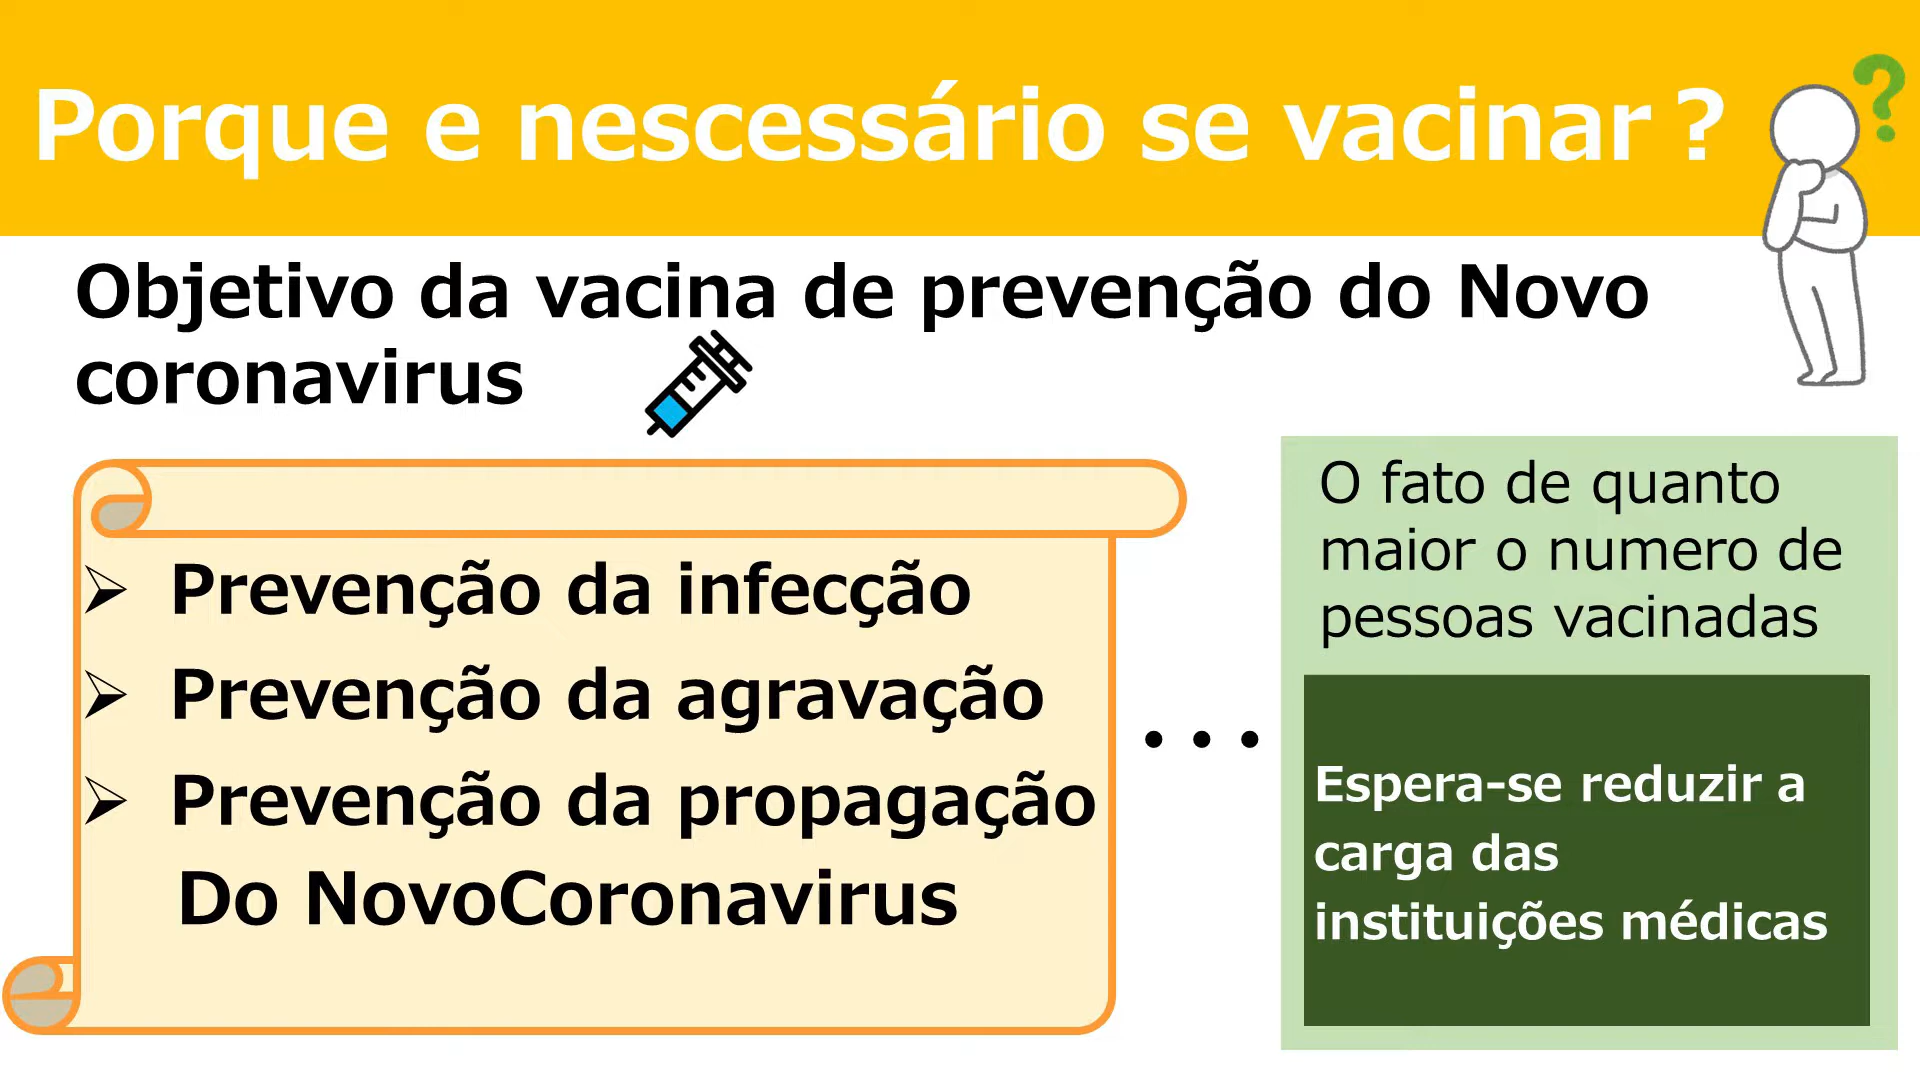 Porque e nescessário se vacinar？
Objetivo da vacina de prevenção do Novo
coronavirus
➢ Prevenção da infecção
➢ Prevenção da agravação
➢ Prevenção da propagação
Do NovoCoronavirus
・・・
O fato de quanto
maior o numero de
pessoas vacinadas
Espera-se reduzir a
carga das
instituições médicas